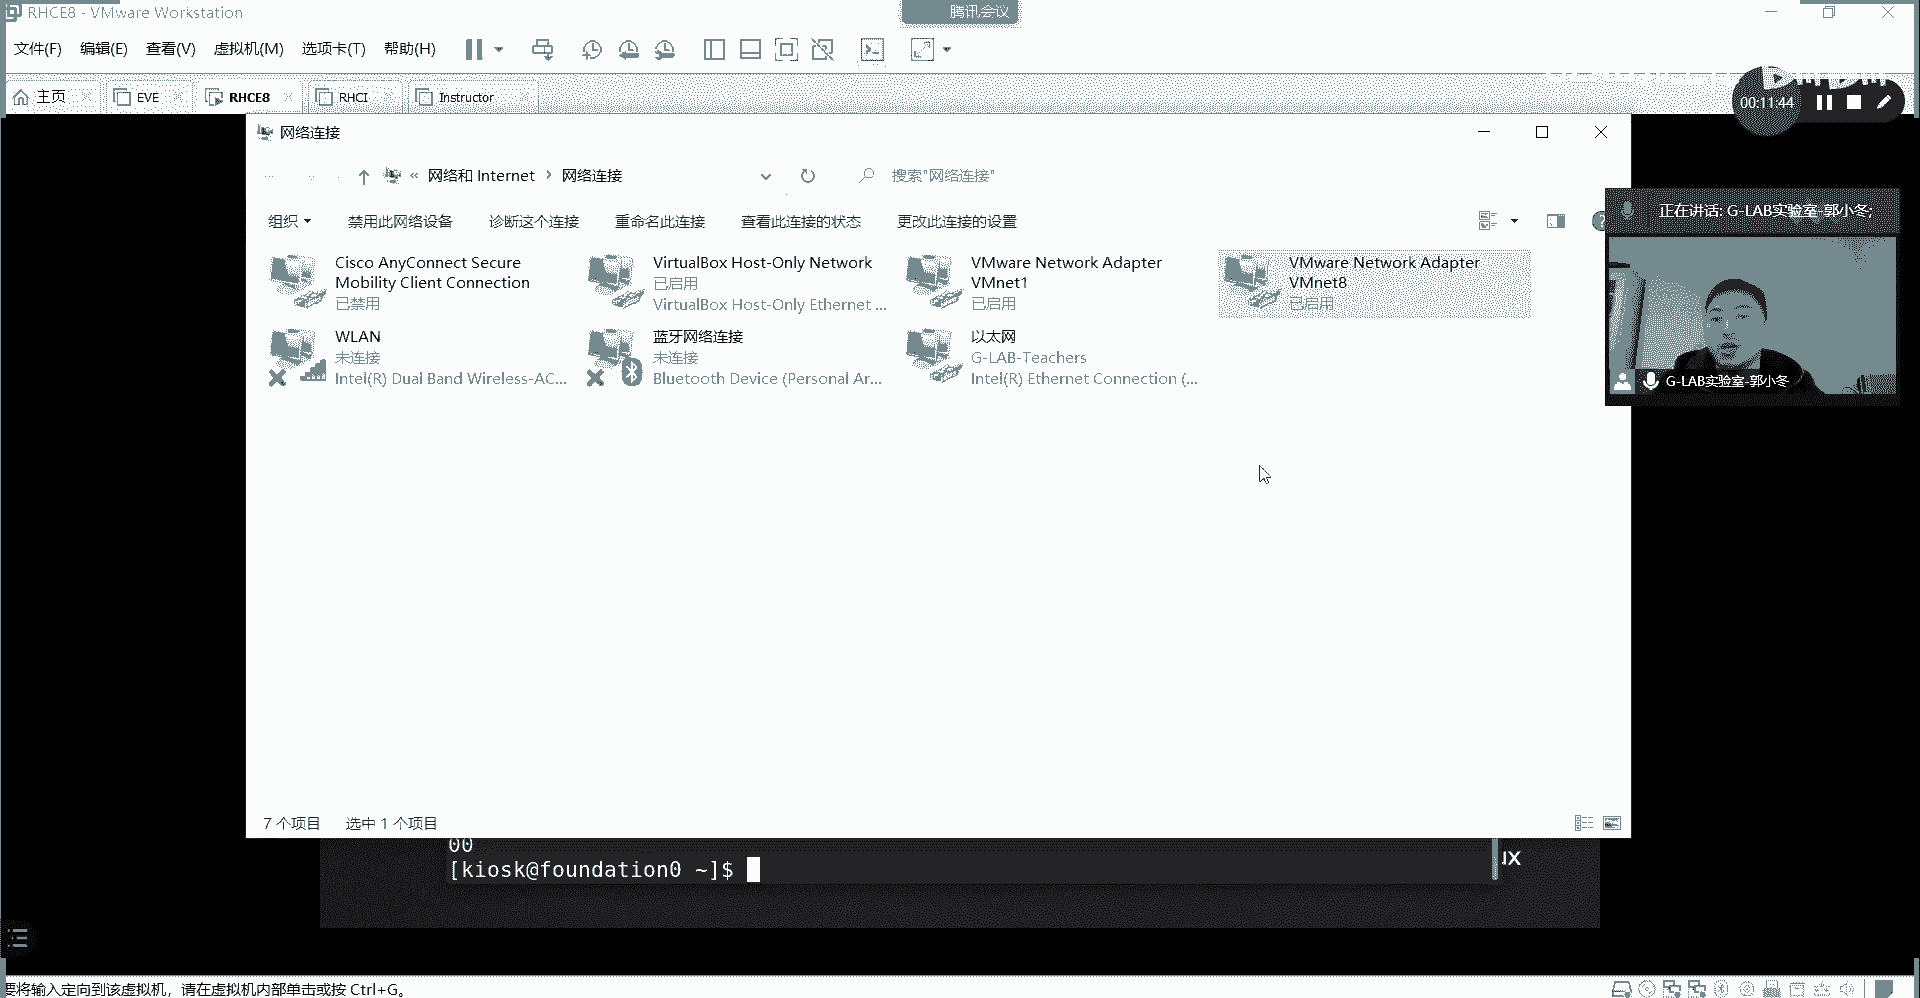 RHCE8 - VMware Workstation
腾讯会议
文件(F) 编辑(E) 查看(V) 虚拟机(M) 选项卡(T) 帮助(H)
主页 EVE RHCE8 RHCI Instructor
00:11:44
网络连接
« 网络和 Internet › 网络连接
搜索"网络连接"
组织 禁用此网络设备 诊断这个连接 重命名此连接 查看此连接的状态 更改此连接的设置
正在讲话: G-LAB实验室-郭小冬;
Cisco AnyConnect Secure
Mobility Client Connection
已禁用
VirtualBox Host-Only Network
已启用
VirtualBox Host-Only Ethernet ...
VMware Network Adapter
VMnet1
已启用
VMware Network Adapter
VMnet8
已启用
WLAN
未连接
Intel(R) Dual Band Wireless-AC...
蓝牙网络连接
未连接
Bluetooth Device (Personal Ar...
以太网
G-LAB-Teachers
Intel(R) Ethernet Connection (...
G-LAB实验室-郭小冬
7 个项目 选中 1 个项目
00
[kiosk@foundation0 ~]$
要将输入定向到该虚拟机，请在虚拟机内部单击或按 Ctrl+G。